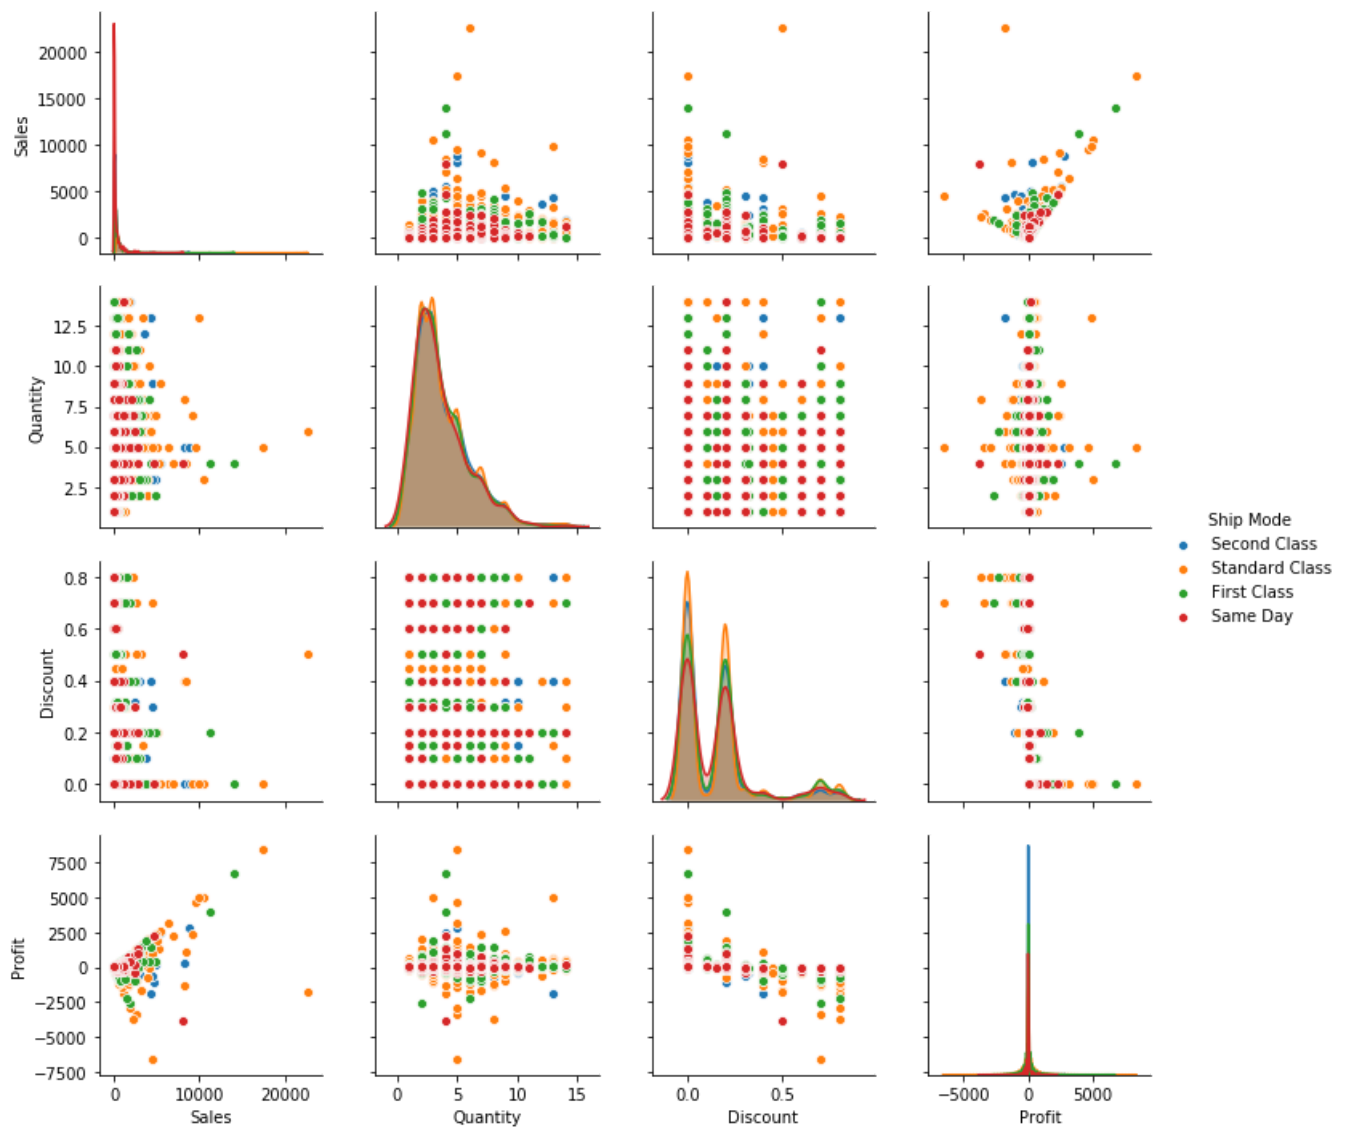 20000
15000
10000
5000
0
Sales
12.5
10.0
7.5
5.0
2.5
Quantity
Ship Mode
Second Class
Standard Class
First Class
Same Day
0.8
0.6
0.4
0.2
0.0
Discount
7500
5000
2500
0
−2500
−5000
−7500
Profit
0 10000 20000
Sales
0 5 10 15
Quantity
0.0 0.5
Discount
−5000 0 5000
Profit